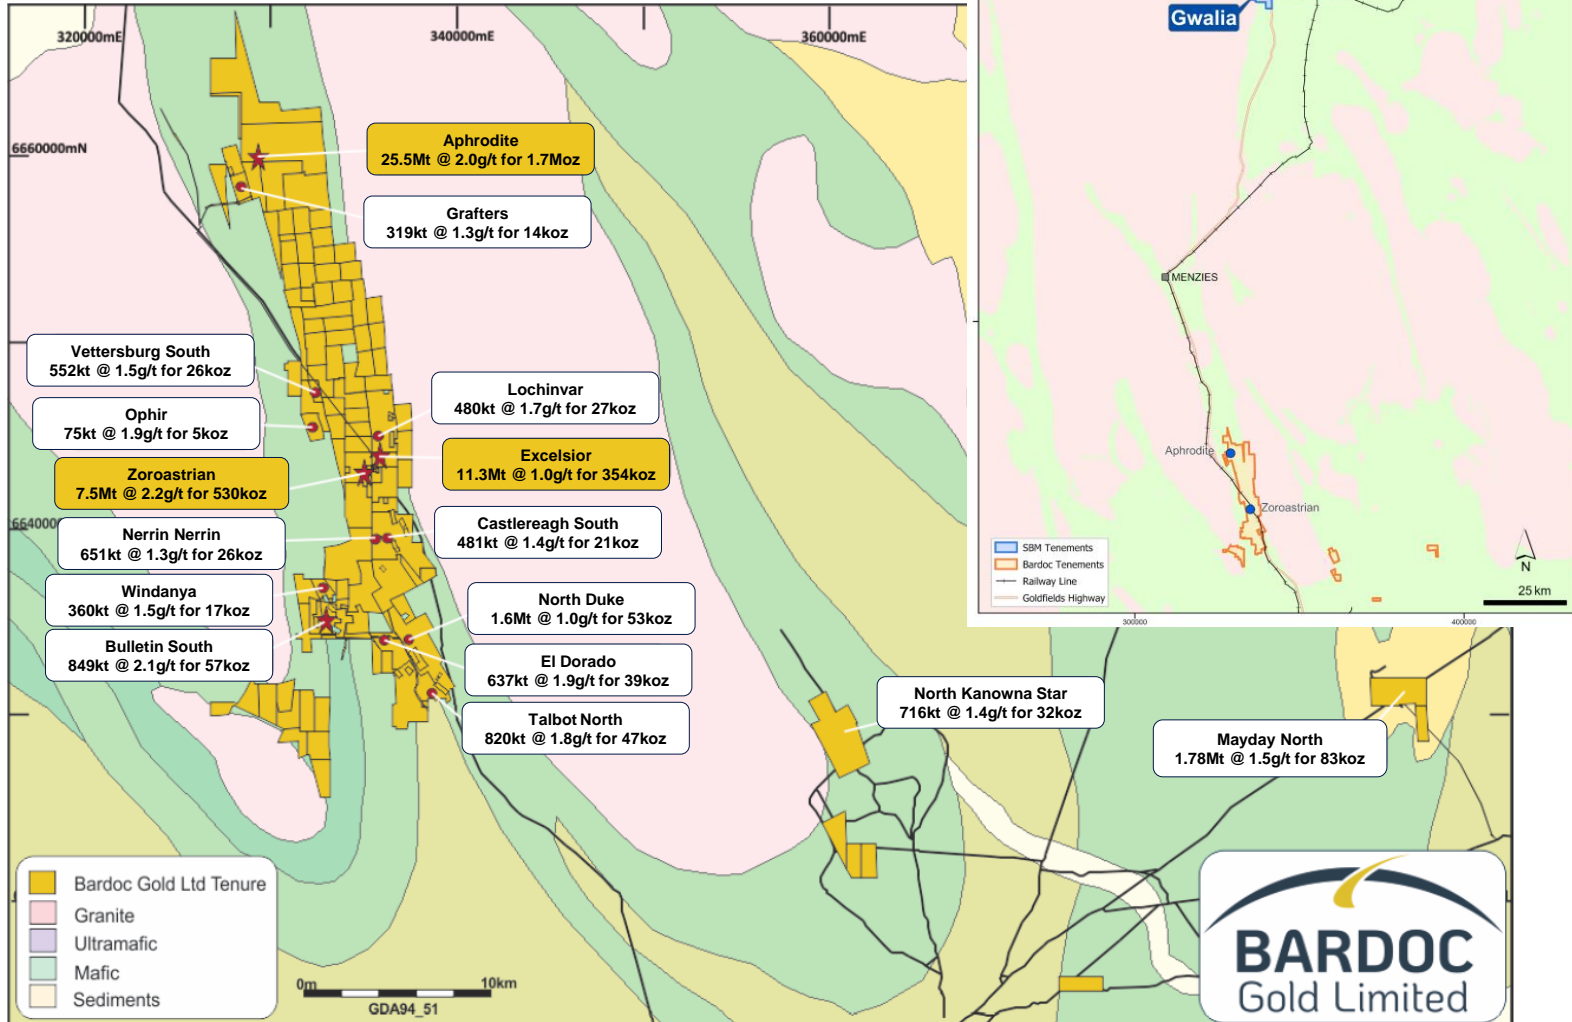 320000mE
340000mE
360000mE
6660000mN
Aphrodite
25.5Mt @ 2.0g/t for 1.7Moz
Grafters
319kt @ 1.3g/t for 14koz
Vettersburg South
552kt @ 1.5g/t for 26koz
Lochinvar
480kt @ 1.7g/t for 27koz
Ophir
75kt @ 1.9g/t for 5koz
Excelsior
11.3Mt @ 1.0g/t for 354koz
Zoroastrian
7.5Mt @ 2.2g/t for 530koz
6640000
Nerrin Nerrin
651kt @ 1.3g/t for 26koz
Castlereagh South
481kt @ 1.4g/t for 21koz
Windanya
360kt @ 1.5g/t for 17koz
North Duke
1.6Mt @ 1.0g/t for 53koz
Bulletin South
849kt @ 2.1g/t for 57koz
El Dorado
637kt @ 1.9g/t for 39koz
Talbot North
820kt @ 1.8g/t for 47koz
North Kanowna Star
716kt @ 1.4g/t for 32koz
Mayday North
1.78Mt @ 1.5g/t for 83koz
Bardoc Gold Ltd Tenure
Granite
Ultramafic
Mafic
Sediments
0m
10km
GDA94_51
Gwalia
MENZIES
Aphrodite
Zoroastrian
SBM Tenements
Bardoc Tenements
Railway Line
Goldfields Highway
N
25 km
300000
400000
BARDOC
Gold Limited